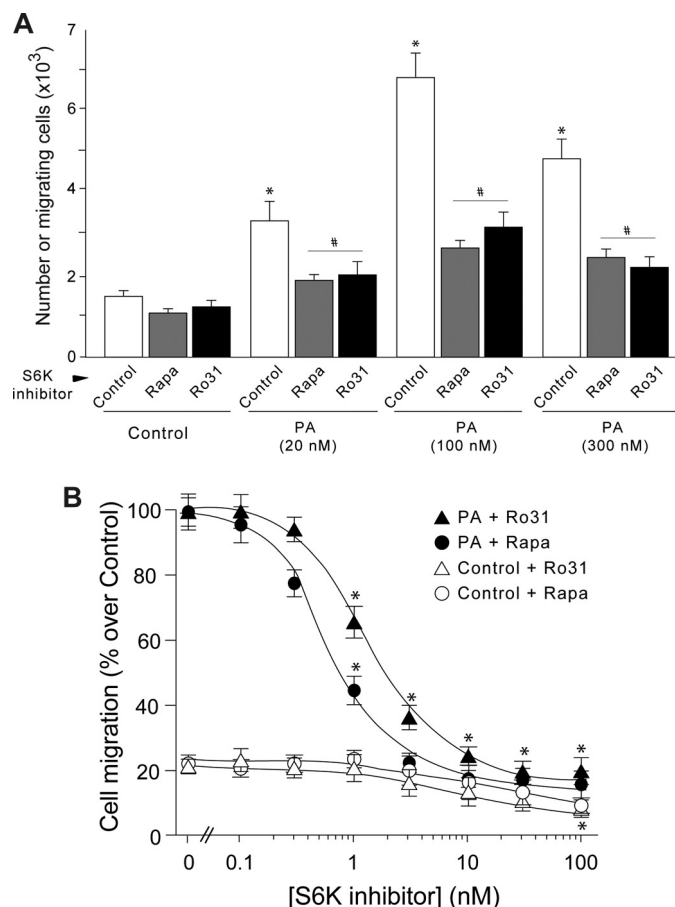 A
Number or migrating cells (x10³)
7
6
4
2
1
0
*
*
*
#
#
#
S6K
inhibitor
Control
Rapa
Ro31
Control
Rapa
Ro31
Control
Rapa
Ro31
Control
Rapa
Ro31
Control
PA
(20 nM)
PA
(100 nM)
PA
(300 nM)
B
Cell migration (% over Control)
100
80
60
40
20
0
PA + Ro31
PA + Rapa
Control + Ro31
Control + Rapa
*
*
*
*
*
*
*
0
0.1
1
10
100
[S6K inhibitor] (nM)